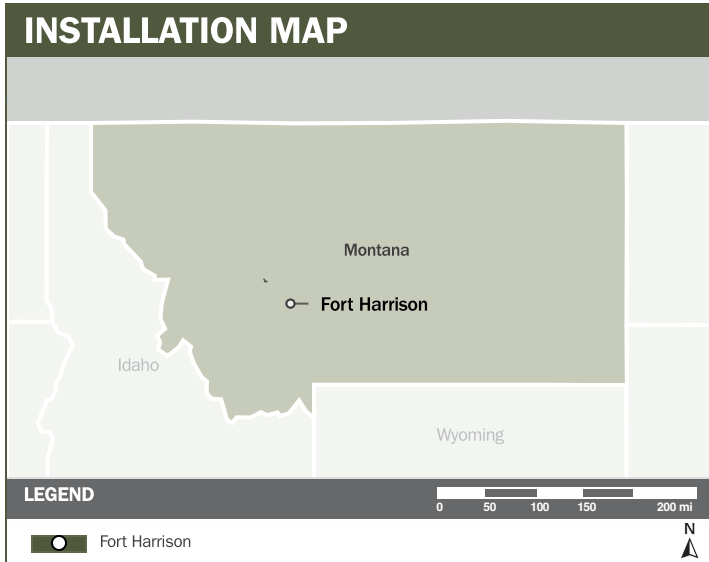 INSTALLATION MAP
Montana
Fort Harrison
Idaho
Wyoming
LEGEND
0 50 100 150 200 mi
Fort Harrison
N